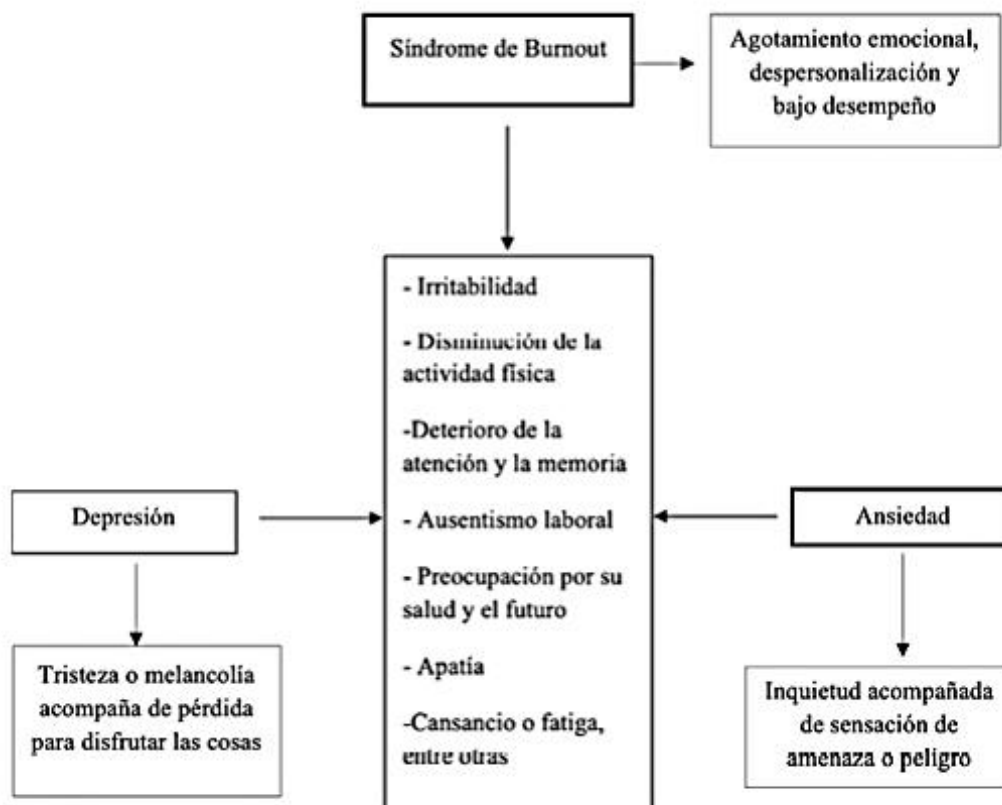 Síndrome de Burnout
Agotamiento emocional,
despersonalización y
bajo desempeño
- Irritabilidad
- Disminución de la
actividad física
-Deterioro de la
atención y la memoria
- Ausentismo laboral
- Preocupación por su
salud y el futuro
- Apatía
-Cansancio o fatiga,
entre otras
Depresión
Tristeza o melancolía
acompaña de pérdida
para disfrutar las cosas
Ansiedad
Inquietud acompañada
de sensación de
amenaza o peligro